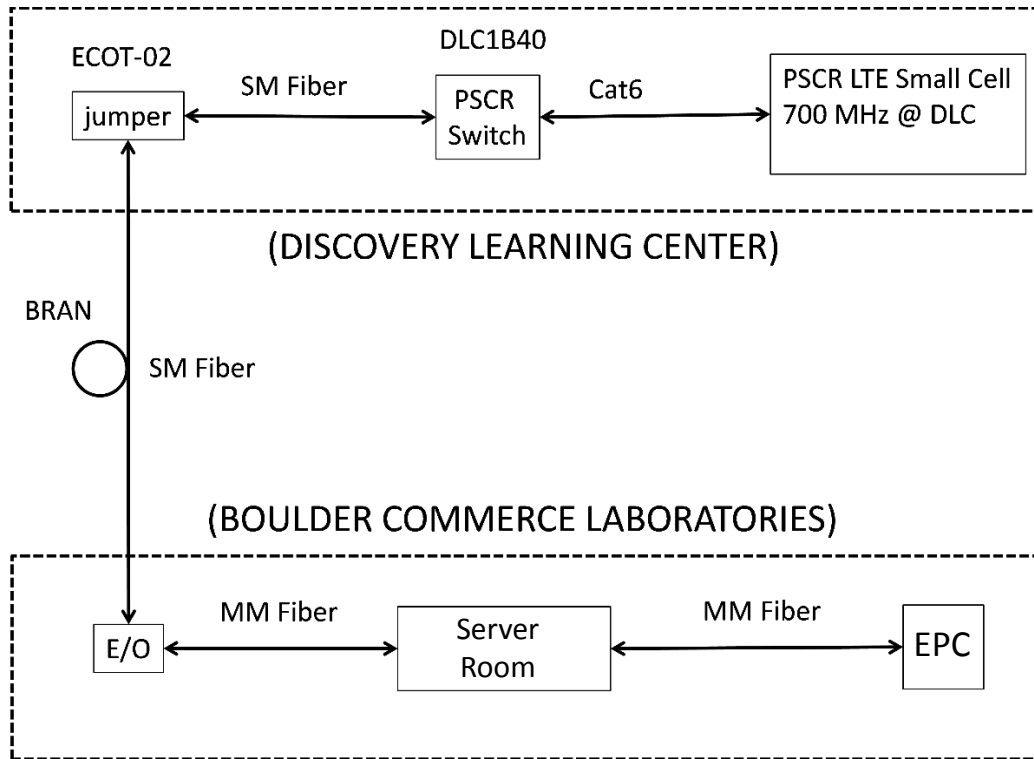 ECOT-02
jumper
SM Fiber
DLC1B40
PSCR
Switch
Cat6
PSCR LTE Small Cell
700 MHz @ DLC
(DISCOVERY LEARNING CENTER)
BRAN
SM Fiber
(BOULDER COMMERCE LABORATORIES)
E/O
MM Fiber
Server
Room
MM Fiber
EPC